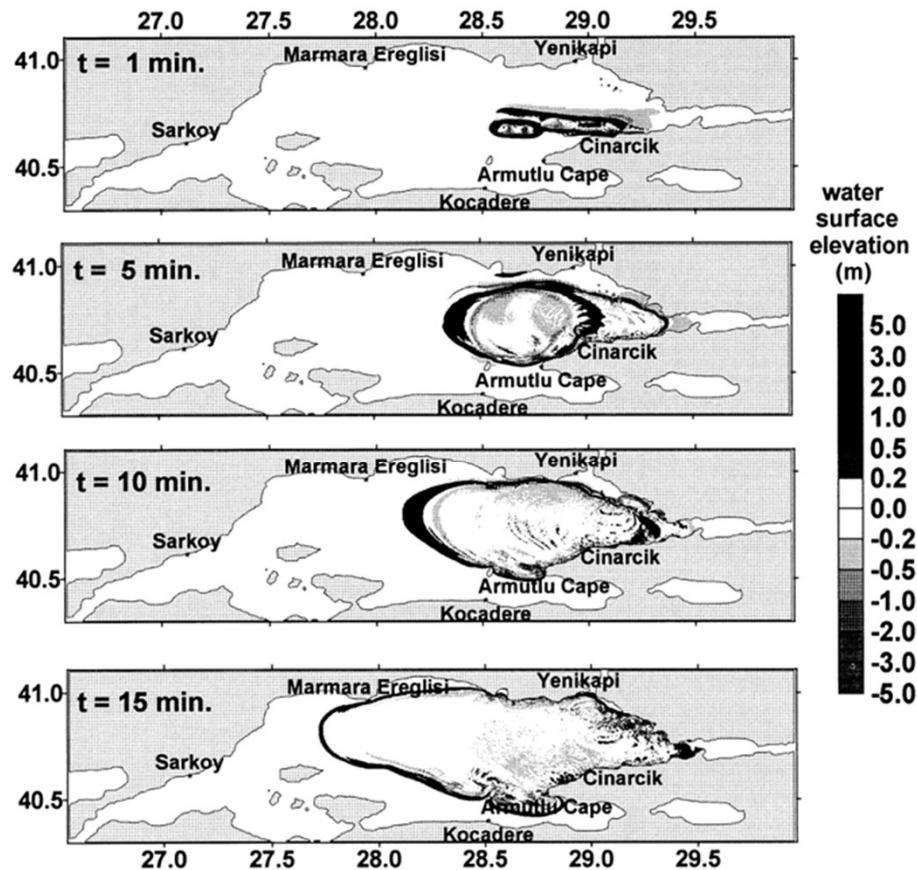 27.0 27.5 28.0 28.5 29.0 29.5
41.0
40.5
t = 1 min.
Marmara Ereglisi
Yenikapi
Sarkoy
Cinarcik
Armutlu Cape
Kocadere
41.0
40.5
t = 5 min.
Marmara Ereglisi
Yenikapi
Sarkoy
Cinarcik
Armutlu Cape
Kocadere
41.0
40.5
t = 10 min.
Marmara Ereglisi
Yenikapi
Sarkoy
Cinarcik
Armutlu Cape
Kocadere
41.0
40.5
t = 15 min.
Marmara Ereglisi
Yenikapi
Sarkoy
Cinarcik
Armutlu Cape
Kocadere
27.0 27.5 28.0 28.5 29.0 29.5
water
surface
elevation
(m)
5.0
3.0
2.0
1.0
0.5
0.2
0.0
-0.2
-0.5
-1.0
-2.0
-3.0
-5.0